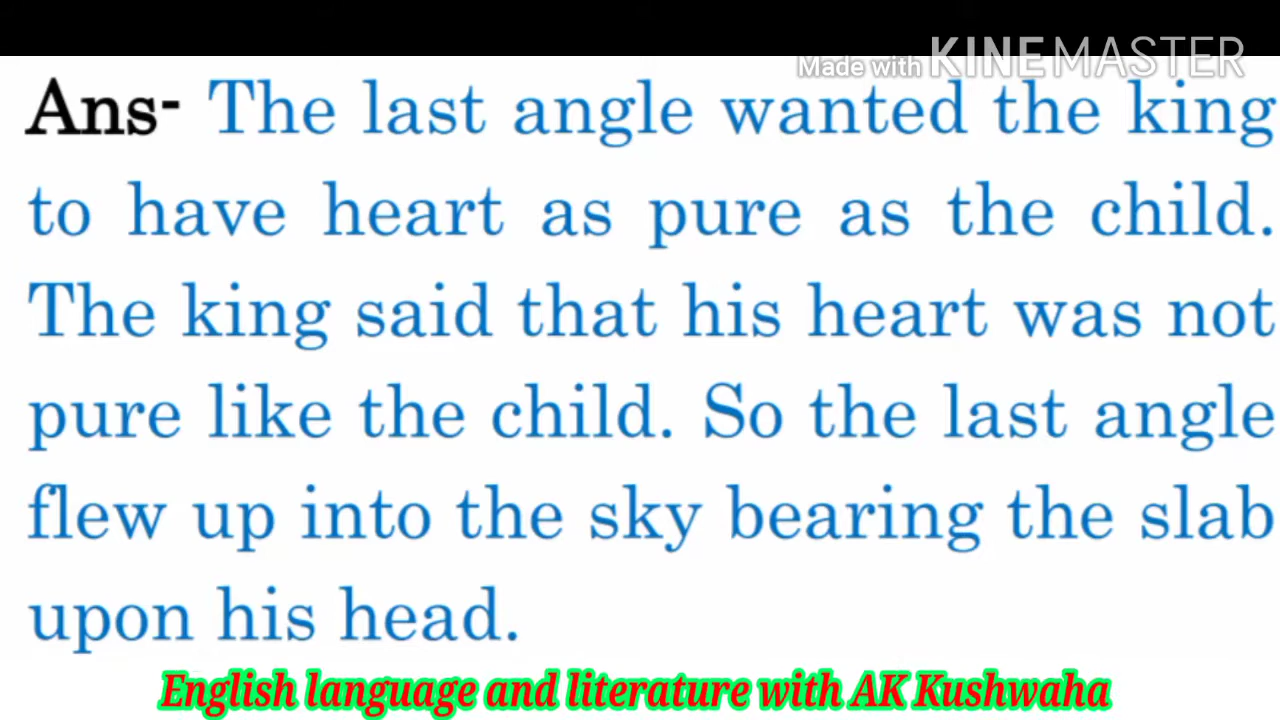 Made with KINEMASTER
Ans- The last angle wanted the king
to have heart as pure as the child.
The king said that his heart was not
pure like the child. So the last angle
flew up into the sky bearing the slab
upon his head.
English language and literature with AK Kushwaha